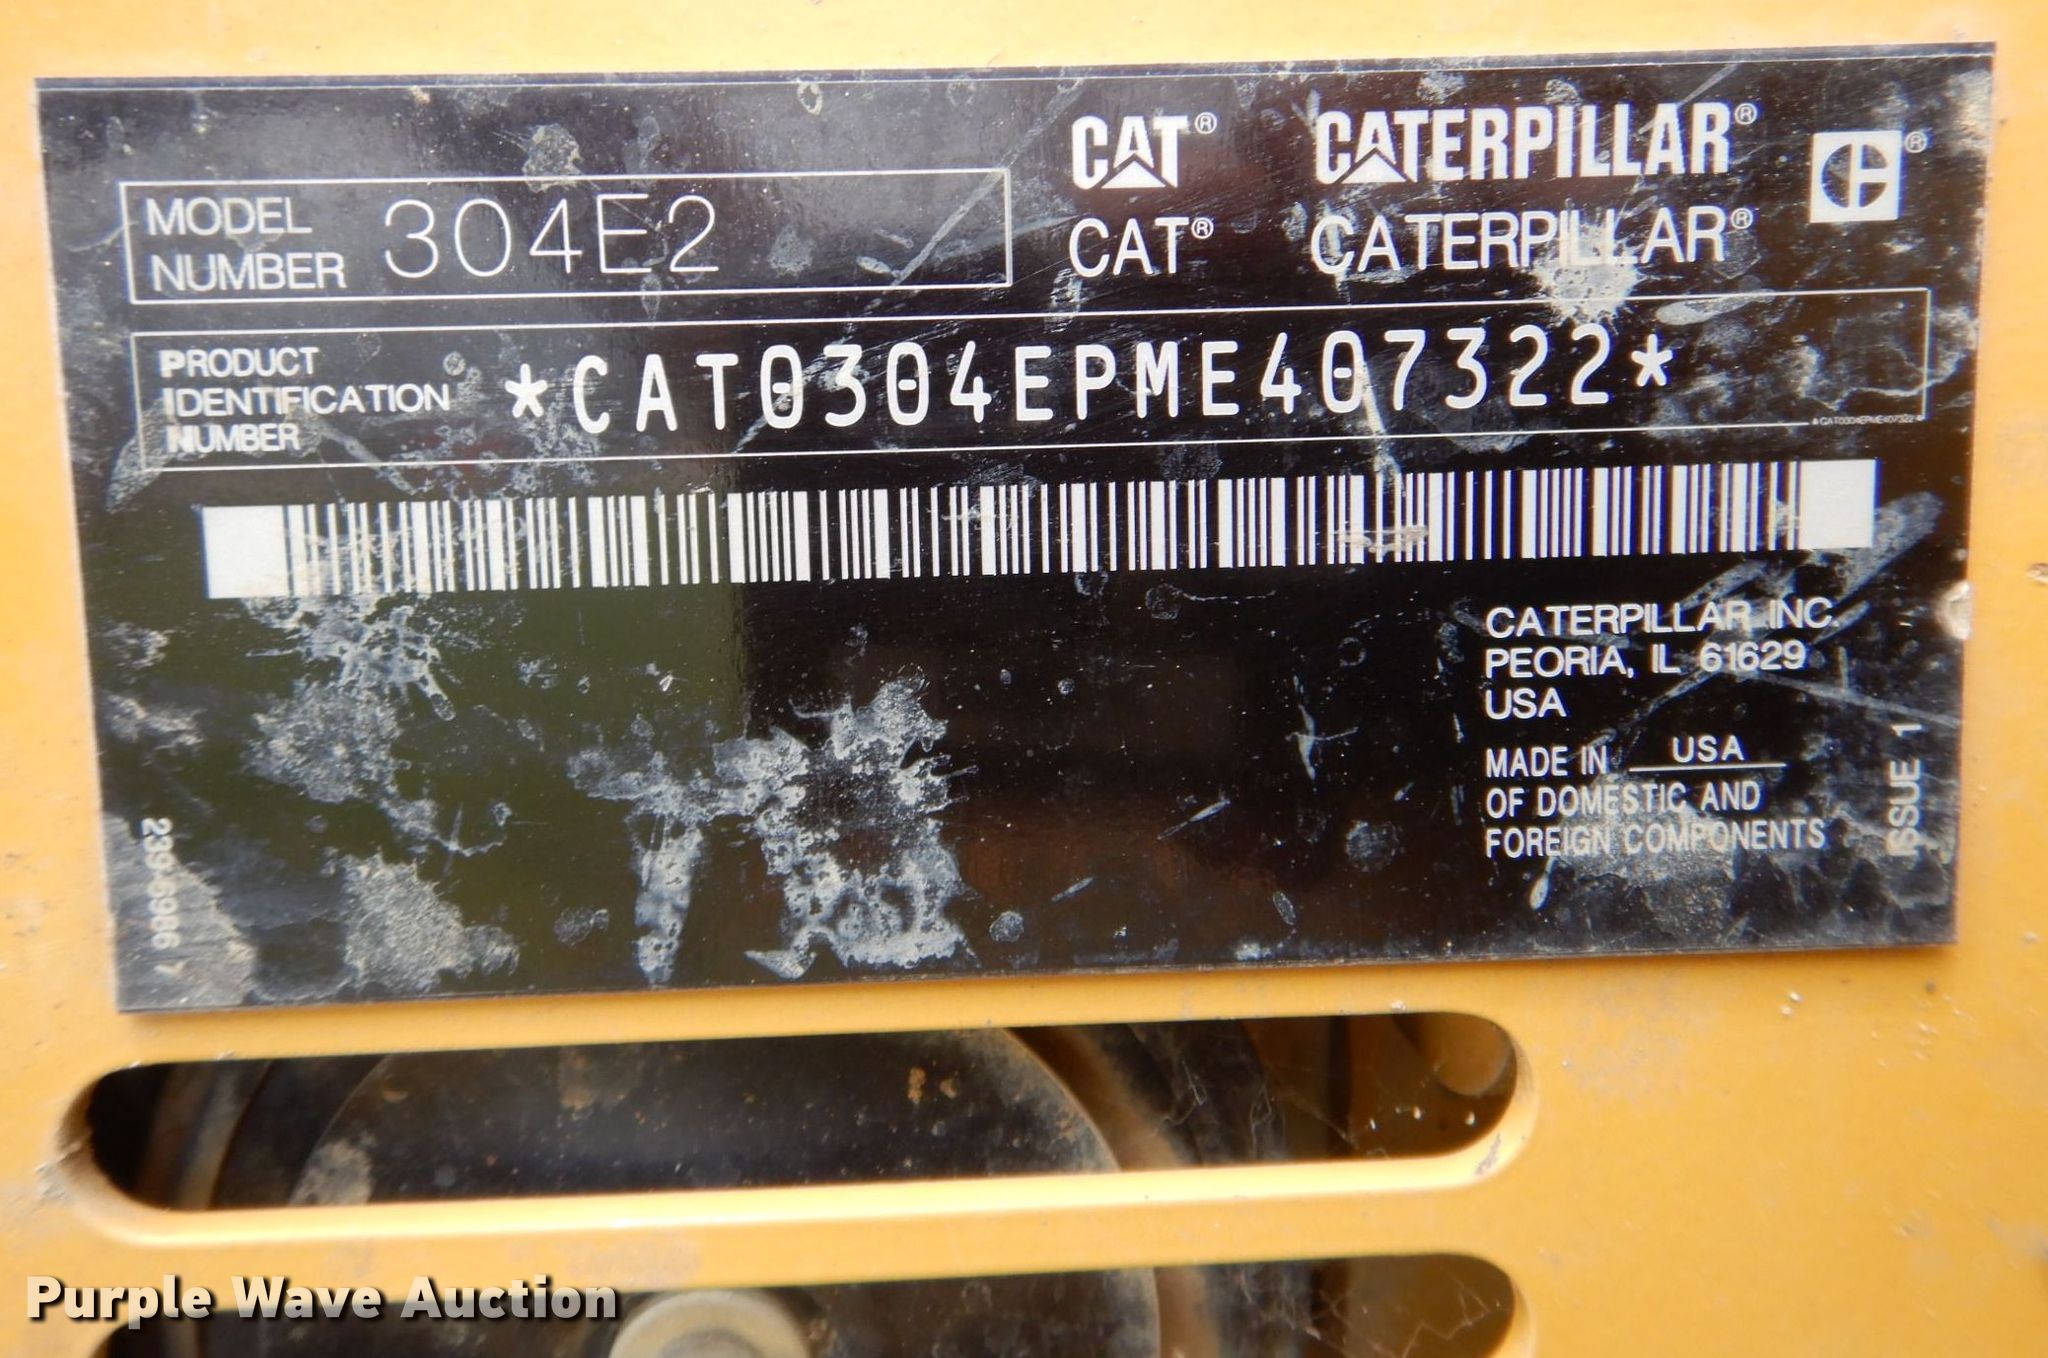 CAT® CATERPILLAR® ®
CAT® CATERPILLAR®
MODEL NUMBER 304E2
PRODUCT IDENTIFICATION NUMBER *CAT0304EPME407322*
*CAT0304EPME407322*
CATERPILLAR INC.
PEORIA, IL 61629
USA
MADE IN USA
OF DOMESTIC AND
FOREIGN COMPONENTS
ISSUE 1
Purple Wave Auction